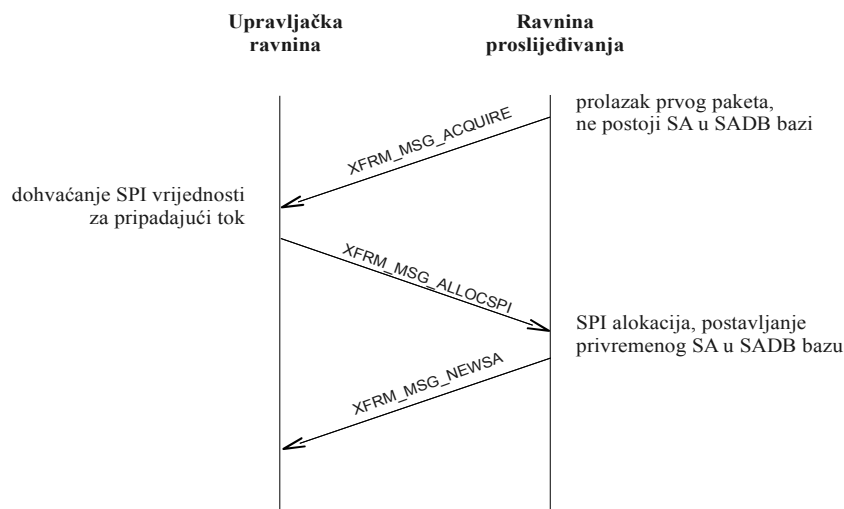 Upravljačka
ravnina
Ravnina
prosljeđivanja
prolazak prvog paketa,
ne postoji SA u SADB bazi
XFRM_MSG_ACQUIRE
dohvaćanje SPI vrijednosti
za pripadajući tok
XFRM_MSG_ALLOCSPI
SPI alokacija, postavljanje
privremenog SA u SADB bazu
XFRM_MSG_NEWSA